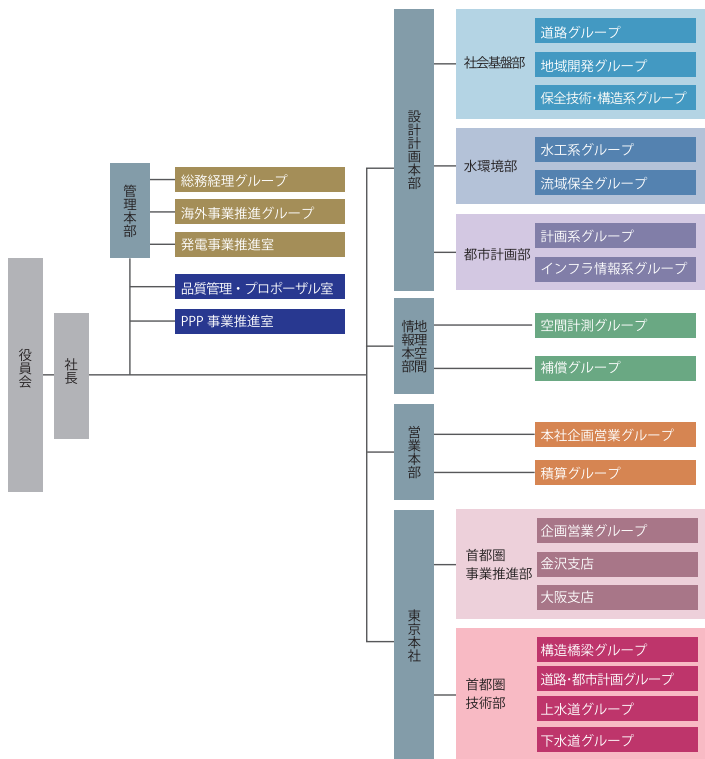 役員会
社長
管理本部
総務経理グループ
海外事業推進グループ
発電事業推進室
品質管理・プロポーザル室
PPP 事業推進室
設計計画本部
社会基盤部
道路グループ
地域開発グループ
保全技術・構造系グループ
水環境部
水工系グループ
流域保全グループ
都市計画部
計画系グループ
インフラ情報系グループ
地理空間
情報本部
空間計測グループ
補償グループ
営業本部
本社企画営業グループ
積算グループ
東京本社
首都圏
事業推進部
企画営業グループ
金沢支店
大阪支店
首都圏
技術部
構造橋梁グループ
道路・都市計画グループ
上水道グループ
下水道グループ